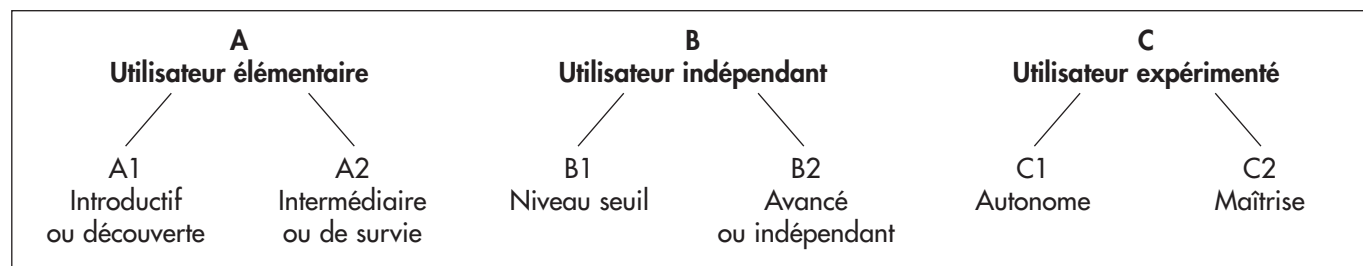 A
Utilisateur élémentaire
A1
Introductif
ou découverte
A2
Intermédiaire
ou de survie
B
Utilisateur indépendant
B1
Niveau seuil
B2
Avancé
ou indépendant
C
Utilisateur expérimenté
C1
Autonome
C2
Maîtrise